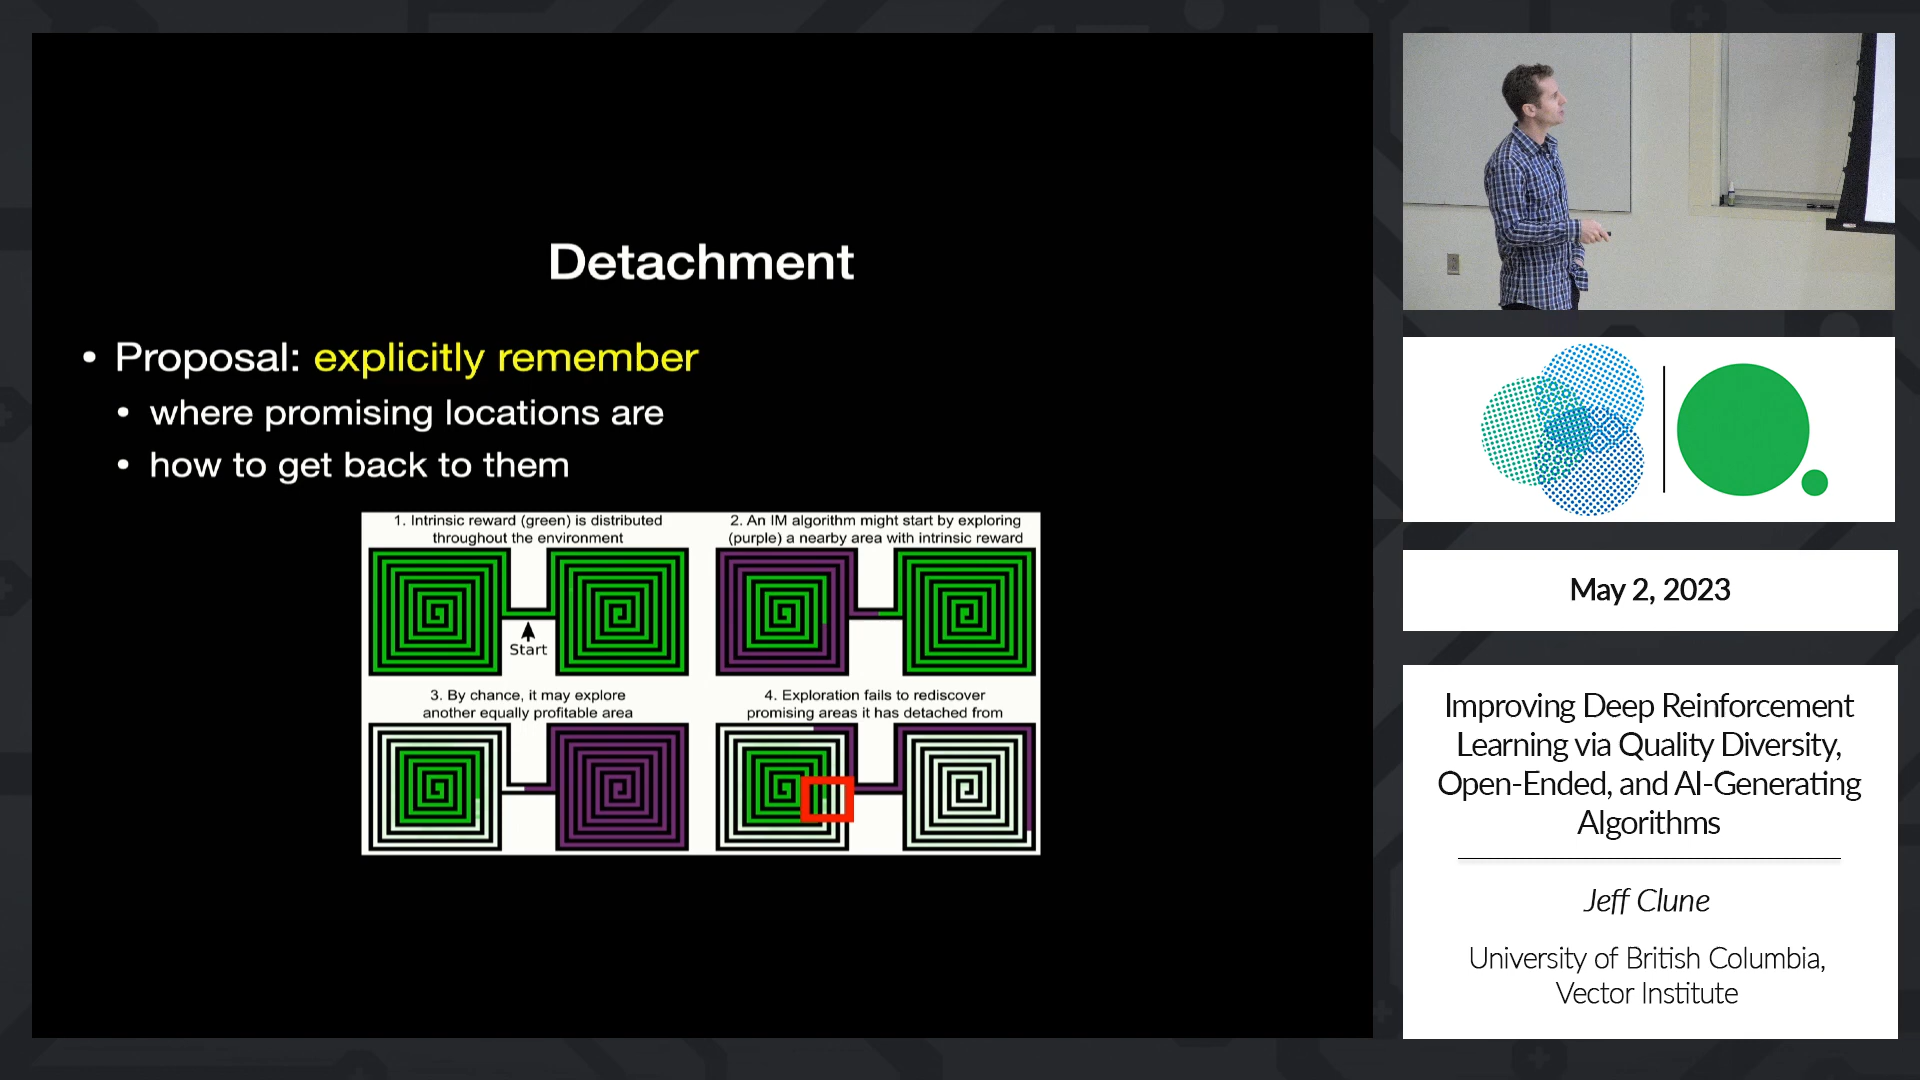 Detachment
• Proposal: explicitly remember
• where promising locations are
• how to get back to them
1. Intrinsic reward (green) is distributed
throughout the environment
2. An IM algorithm might start by exploring
(purple) a nearby area with intrinsic reward
Start
3. By chance, it may explore
another equally profitable area
4. Exploration fails to rediscover
promising areas it has detached from
May 2, 2023
Improving Deep Reinforcement
Learning via Quality Diversity,
Open-Ended, and AI-Generating
Algorithms
Jeff Clune
University of British Columbia,
Vector Institute